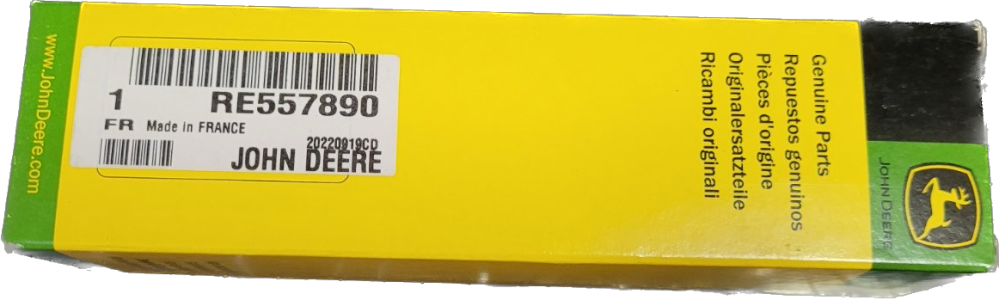 www.JohnDeere.com
1 RE557890
FR Made in FRANCE
20220919CD
JOHN DEERE
Genuine Parts
Repuestos genuinos
Pièces d'origine
Originalersatzteile
Ricambi originali
JOHN DEERE